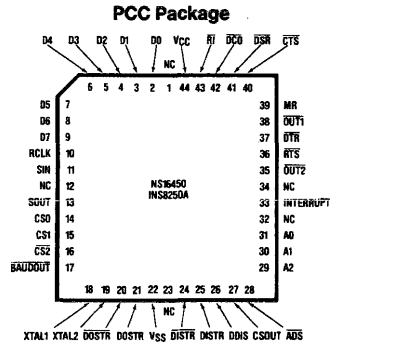 PCC Package
D4 D3 D2 D1 D0 VCC RI DCD DSR CTS
NC
6 5 4 3 2 1 44 43 42 41 40
D5 7 39 MR
D6 8 38 OUT1
D7 9 37 DTR
RCLK 10 36 RTS
SIN 11 35 OUT2
NC 12 NS16450 34 NC
SOUT 13 INS8250A 33 INTERRUPT
CS0 14 32 NC
CS1 15 31 A0
CS2 16 30 A1
BAUDOUT 17 29 A2
18 19 20 21 22 23 24 25 26 27 28
NC
XTAL1 XTAL2 DOSTR DOSTR VSS DISTR DISTR DDIS CSOUT ADS